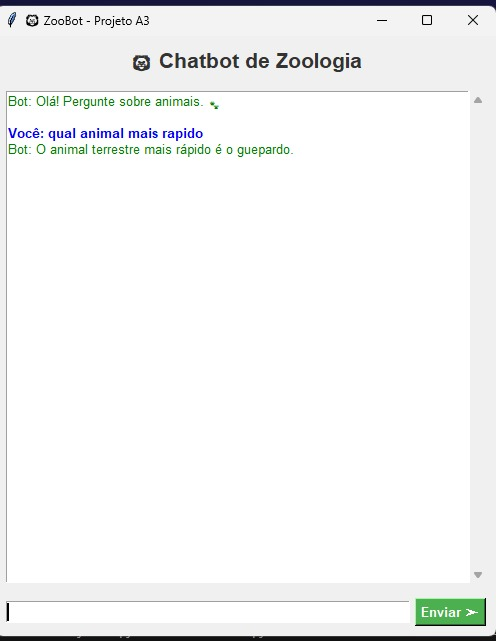 ZooBot - Projeto A3
Chatbot de Zoologia
Bot: Olá! Pergunte sobre animais. 🐾
Você: qual animal mais rapido
Bot: O animal terrestre mais rápido é o guepardo.
Enviar ➣